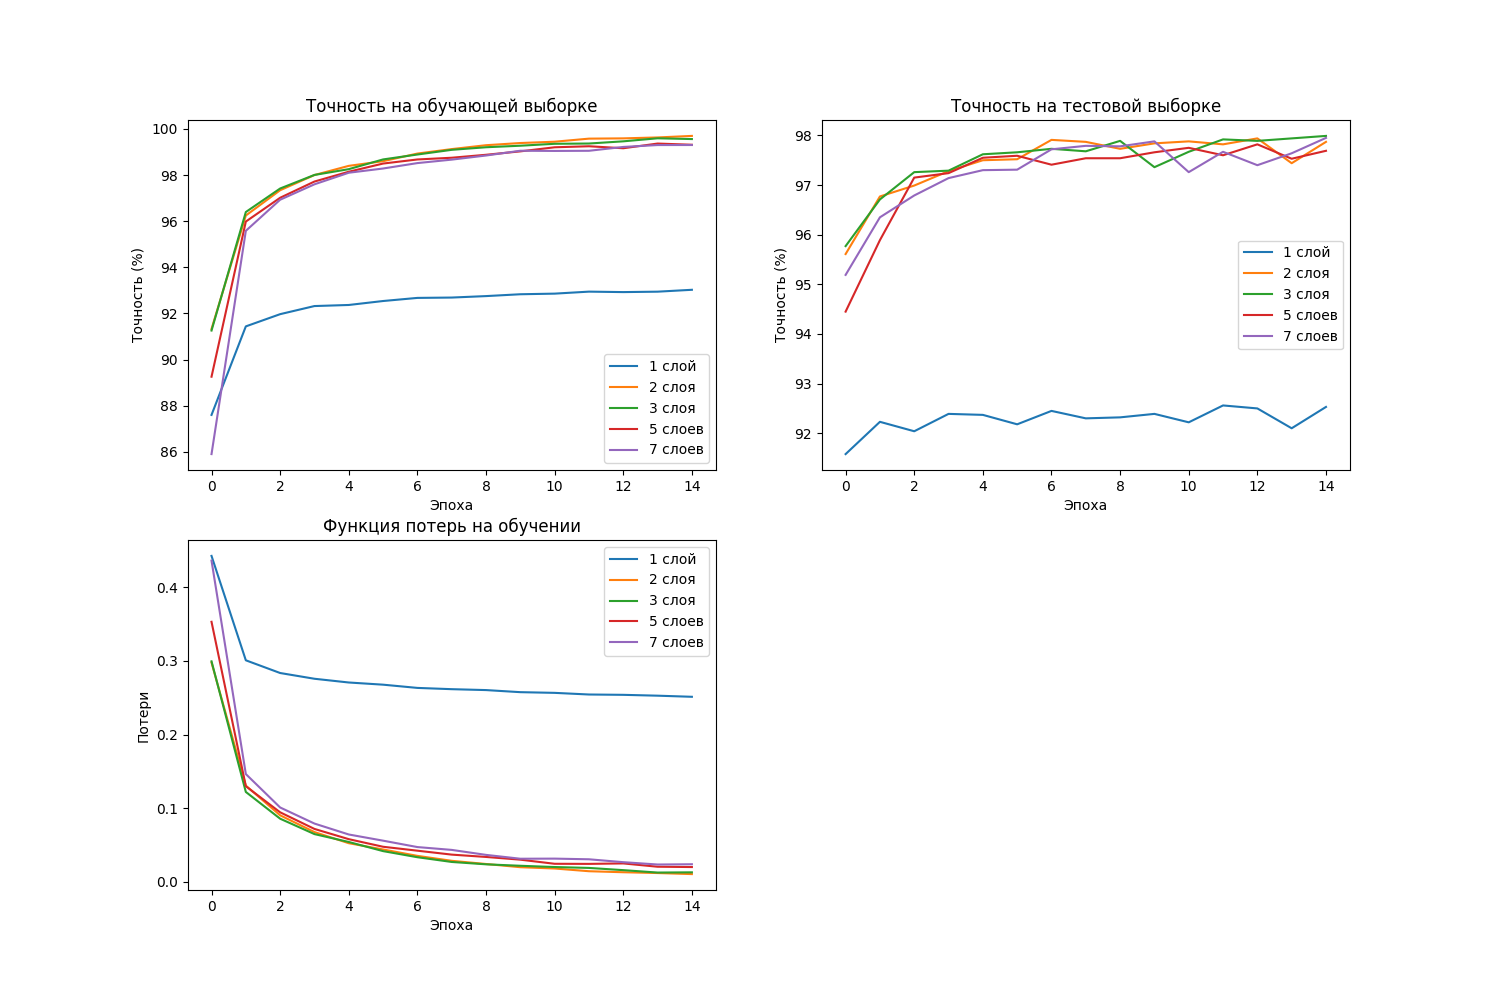 Точность на обучающей выборке
Точность (%)
100
98
96
94
92
90
88
86
0 2 4 6 8 10 12 14
Эпоха
1 слой
2 слоя
3 слоя
5 слоев
7 слоев
Точность на тестовой выборке
Точность (%)
98
97
96
95
94
93
92
0 2 4 6 8 10 12 14
Эпоха
1 слой
2 слоя
3 слоя
5 слоев
7 слоев
Функция потерь на обучении
Потери
0.4
0.3
0.2
0.1
0.0
0 2 4 6 8 10 12 14
Эпоха
1 слой
2 слоя
3 слоя
5 слоев
7 слоев